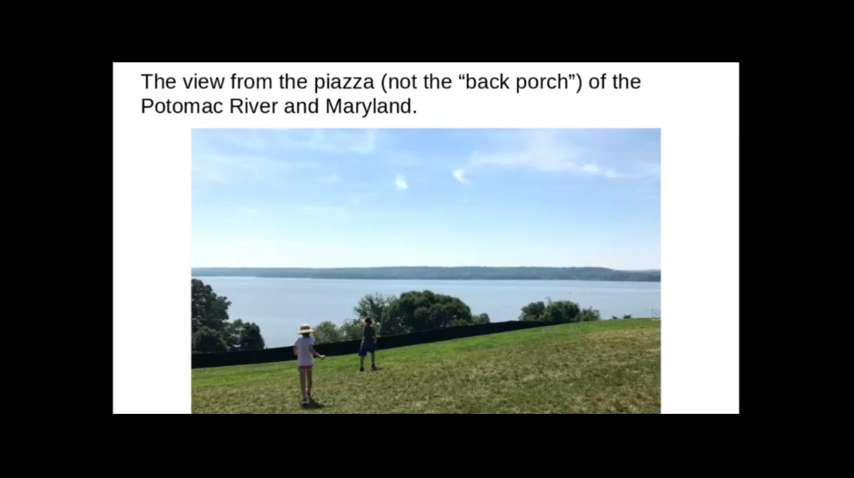 The view from the piazza (not the “back porch”) of the
Potomac River and Maryland.